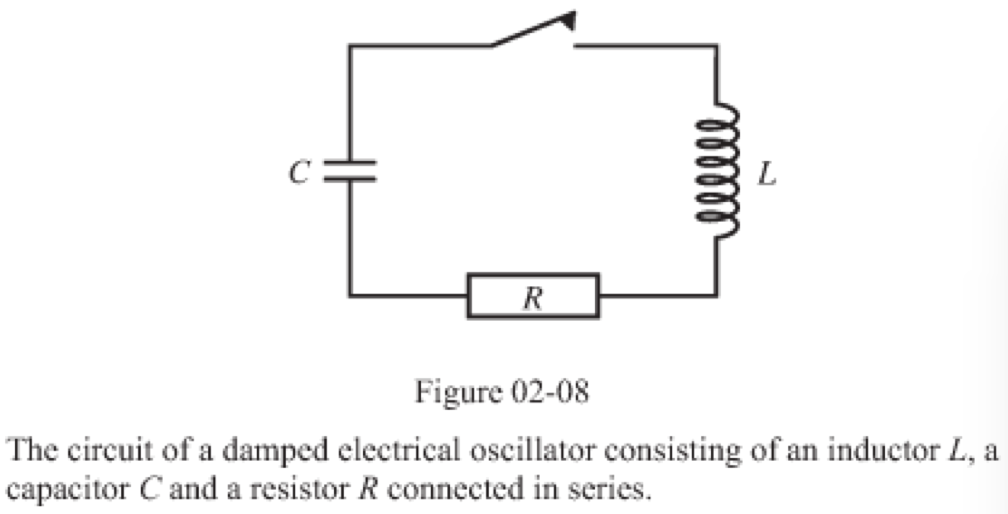 C
L
R
Figure 02-08
The circuit of a damped electrical oscillator consisting of an inductor L, a
capacitor C and a resistor R connected in series.